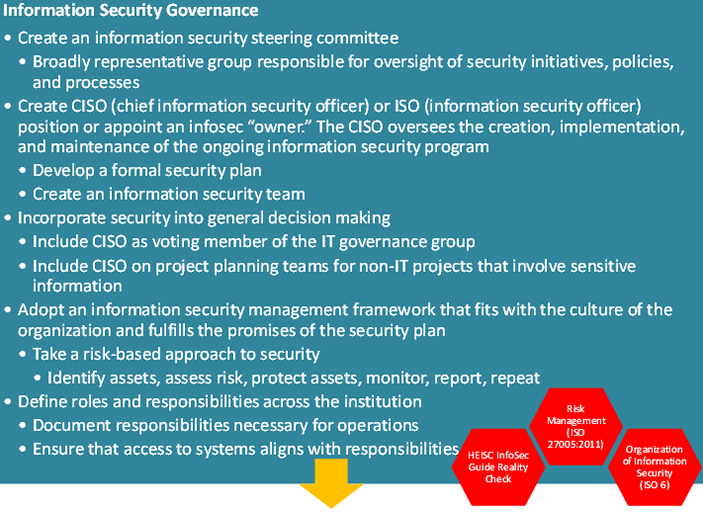 Information Security Governance
• Create an information security steering committee
• Broadly representative group responsible for oversight of security initiatives, policies,
and processes
• Create CISO (chief information security officer) or ISO (information security officer)
position or appoint an infosec “owner.” The CISO oversees the creation, implementation,
and maintenance of the ongoing information security program
• Develop a formal security plan
• Create an information security team
• Incorporate security into general decision making
• Include CISO as voting member of the IT governance group
• Include CISO on project planning teams for non-IT projects that involve sensitive
information
• Adopt an information security management framework that fits with the culture of the
organization and fulfills the promises of the security plan
• Take a risk-based approach to security
• Identify assets, assess risk, protect assets, monitor, report, repeat
• Define roles and responsibilities across the institution
• Document responsibilities necessary for operations
• Ensure that access to systems aligns with responsibilities
HEISC InfoSec
Guide Reality
Check
Risk
Management
(ISO
27005:2011)
Organization
of Information
Security
(ISO 6)